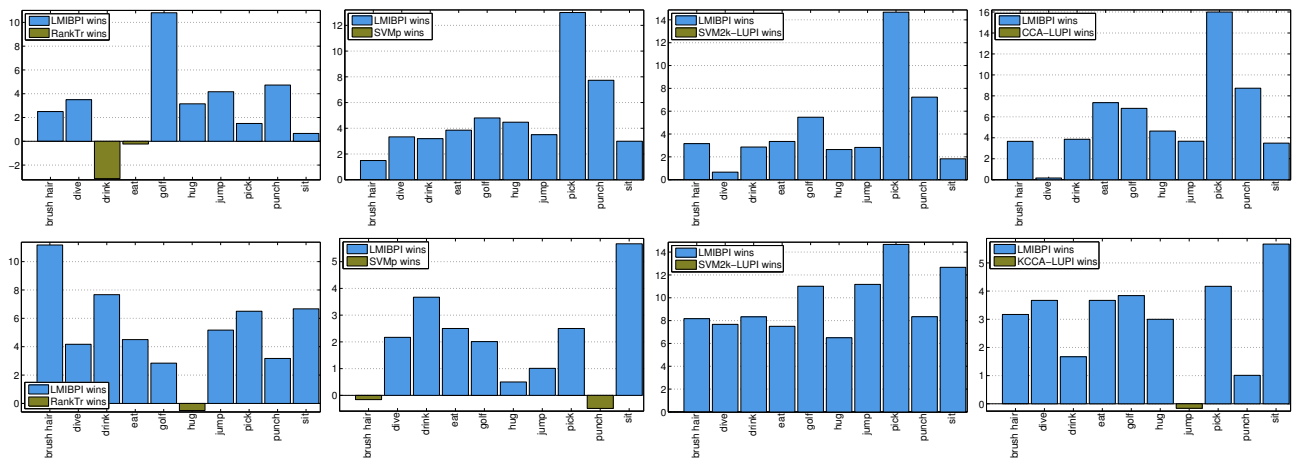 10
8
6
4
2
0
−2
LMIBPI wins
RankTr wins
brush hair
dive
drink
eat
golf
hug
jump
pick
punch
sit
12
10
8
6
4
2
0
LMIBPI wins
SVMp wins
brush hair
dive
drink
eat
golf
hug
jump
pick
punch
sit
14
12
10
8
6
4
2
0
LMIBPI wins
SVM2k−LUPI wins
brush hair
dive
drink
eat
golf
hug
jump
pick
punch
sit
16
14
12
10
8
6
4
2
0
LMIBPI wins
CCA−LUPI wins
brush hair
dive
drink
eat
golf
hug
jump
pick
punch
sit
10
8
6
4
2
0
LMIBPI wins
RankTr wins
brush hair
dive
drink
eat
golf
hug
jump
pick
punch
sit
5
4
3
2
1
0
LMIBPI wins
SVMp wins
brush hair
dive
drink
eat
golf
hug
jump
pick
punch
sit
14
12
10
8
6
4
2
0
LMIBPI wins
SVM2k−LUPI wins
brush hair
dive
drink
eat
golf
hug
jump
pick
punch
sit
5
4
3
2
1
0
LMIBPI wins
KCCA−LUPI wins
brush hair
dive
drink
eat
golf
hug
jump
pick
punch
sit